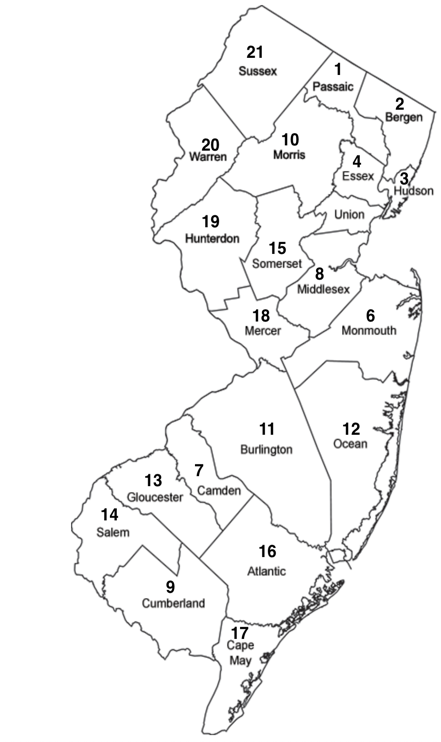 21
Sussex
1
Passaic
2
Bergen
20
Warren
10
Morris
4
Essex
3
Hudson
19
Hunterdon
Union
15
Somerset
8
Middlesex
18
Mercer
6
Monmouth
11
Burlington
12
Ocean
13
Gloucester
7
Camden
14
Salem
16
Atlantic
9
Cumberland
17
Cape
May